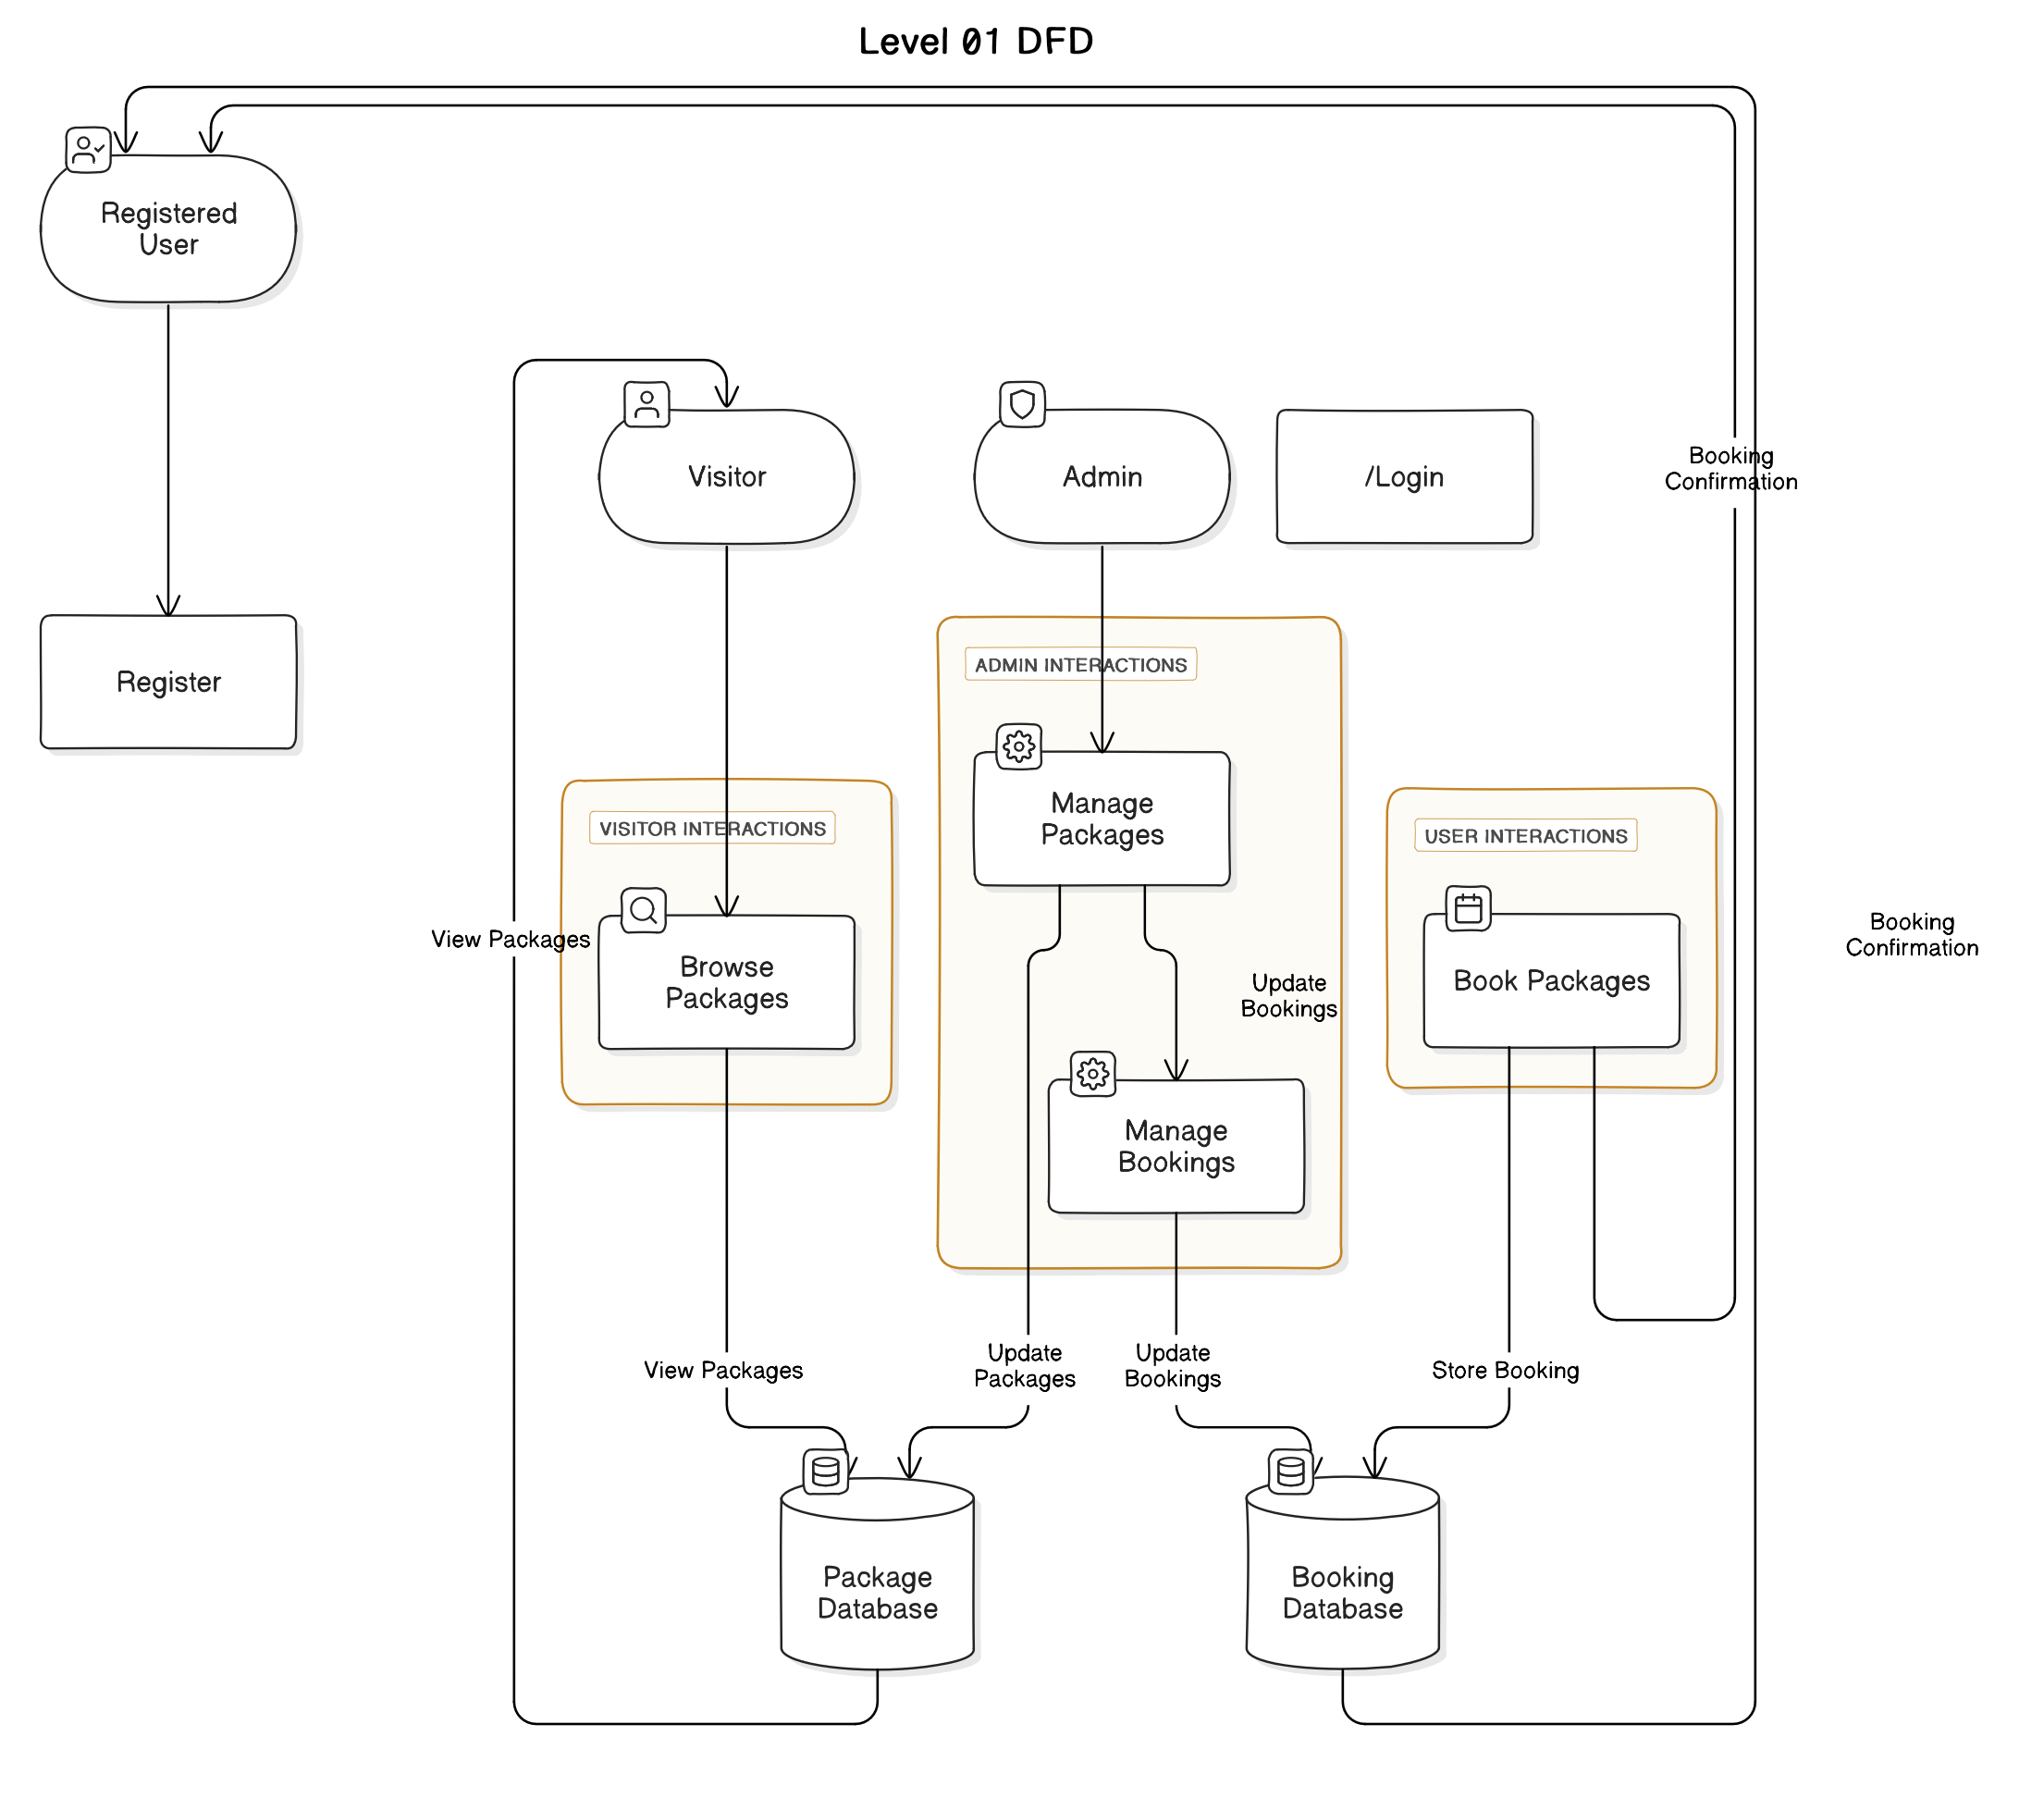 Level 01 DFD
Registered
User
Visitor
Admin
/Login
Booking
Confirmation
Register
ADMIN INTERACTIONS
Manage
Packages
VISITOR INTERACTIONS
USER INTERACTIONS
View Packages
Browse
Packages
Update
Bookings
Book Packages
Booking
Confirmation
Manage
Bookings
View Packages
Update
Packages
Update
Bookings
Store Booking
Package
Database
Booking
Database